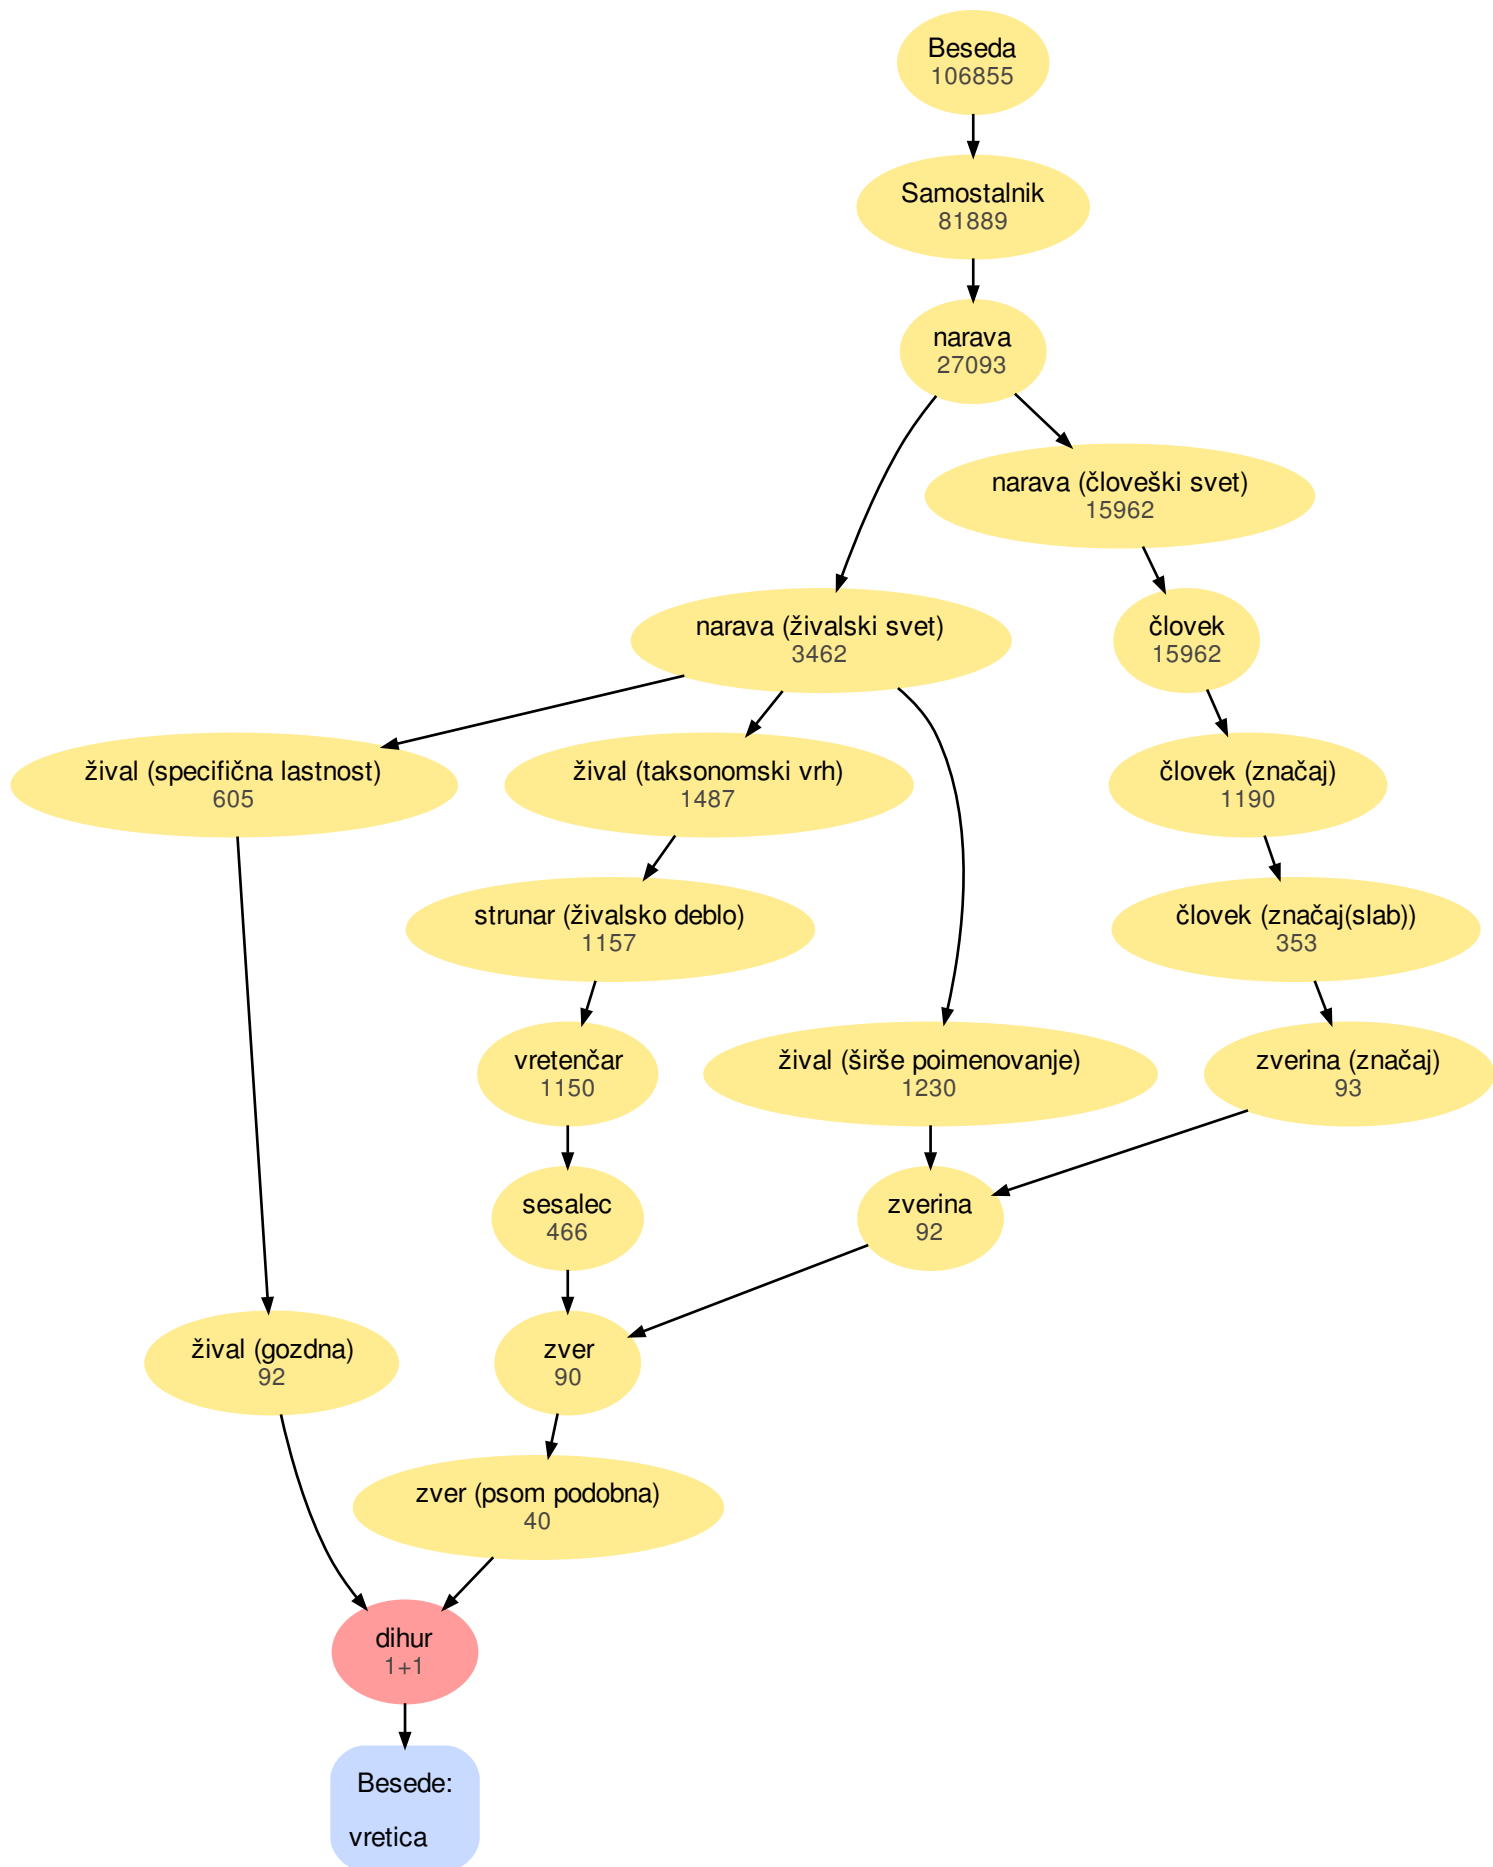 Beseda
106855
Samostalnik
81889
narava
27093
narava (človeški svet)
15962
narava (živalski svet)
3462
človek
15962
žival (specifična lastnost)
605
žival (taksonomski vrh)
1487
človek (značaj)
1190
strunar (živalsko deblo)
1157
človek (značaj(slab))
353
vretenčar
1150
žival (širše poimenovanje)
1230
zverina (značaj)
93
sesalec
466
zverina
92
žival (gozdna)
92
zver
90
zver (psom podobna)
40
dihur
1+1
Besede:
vretica